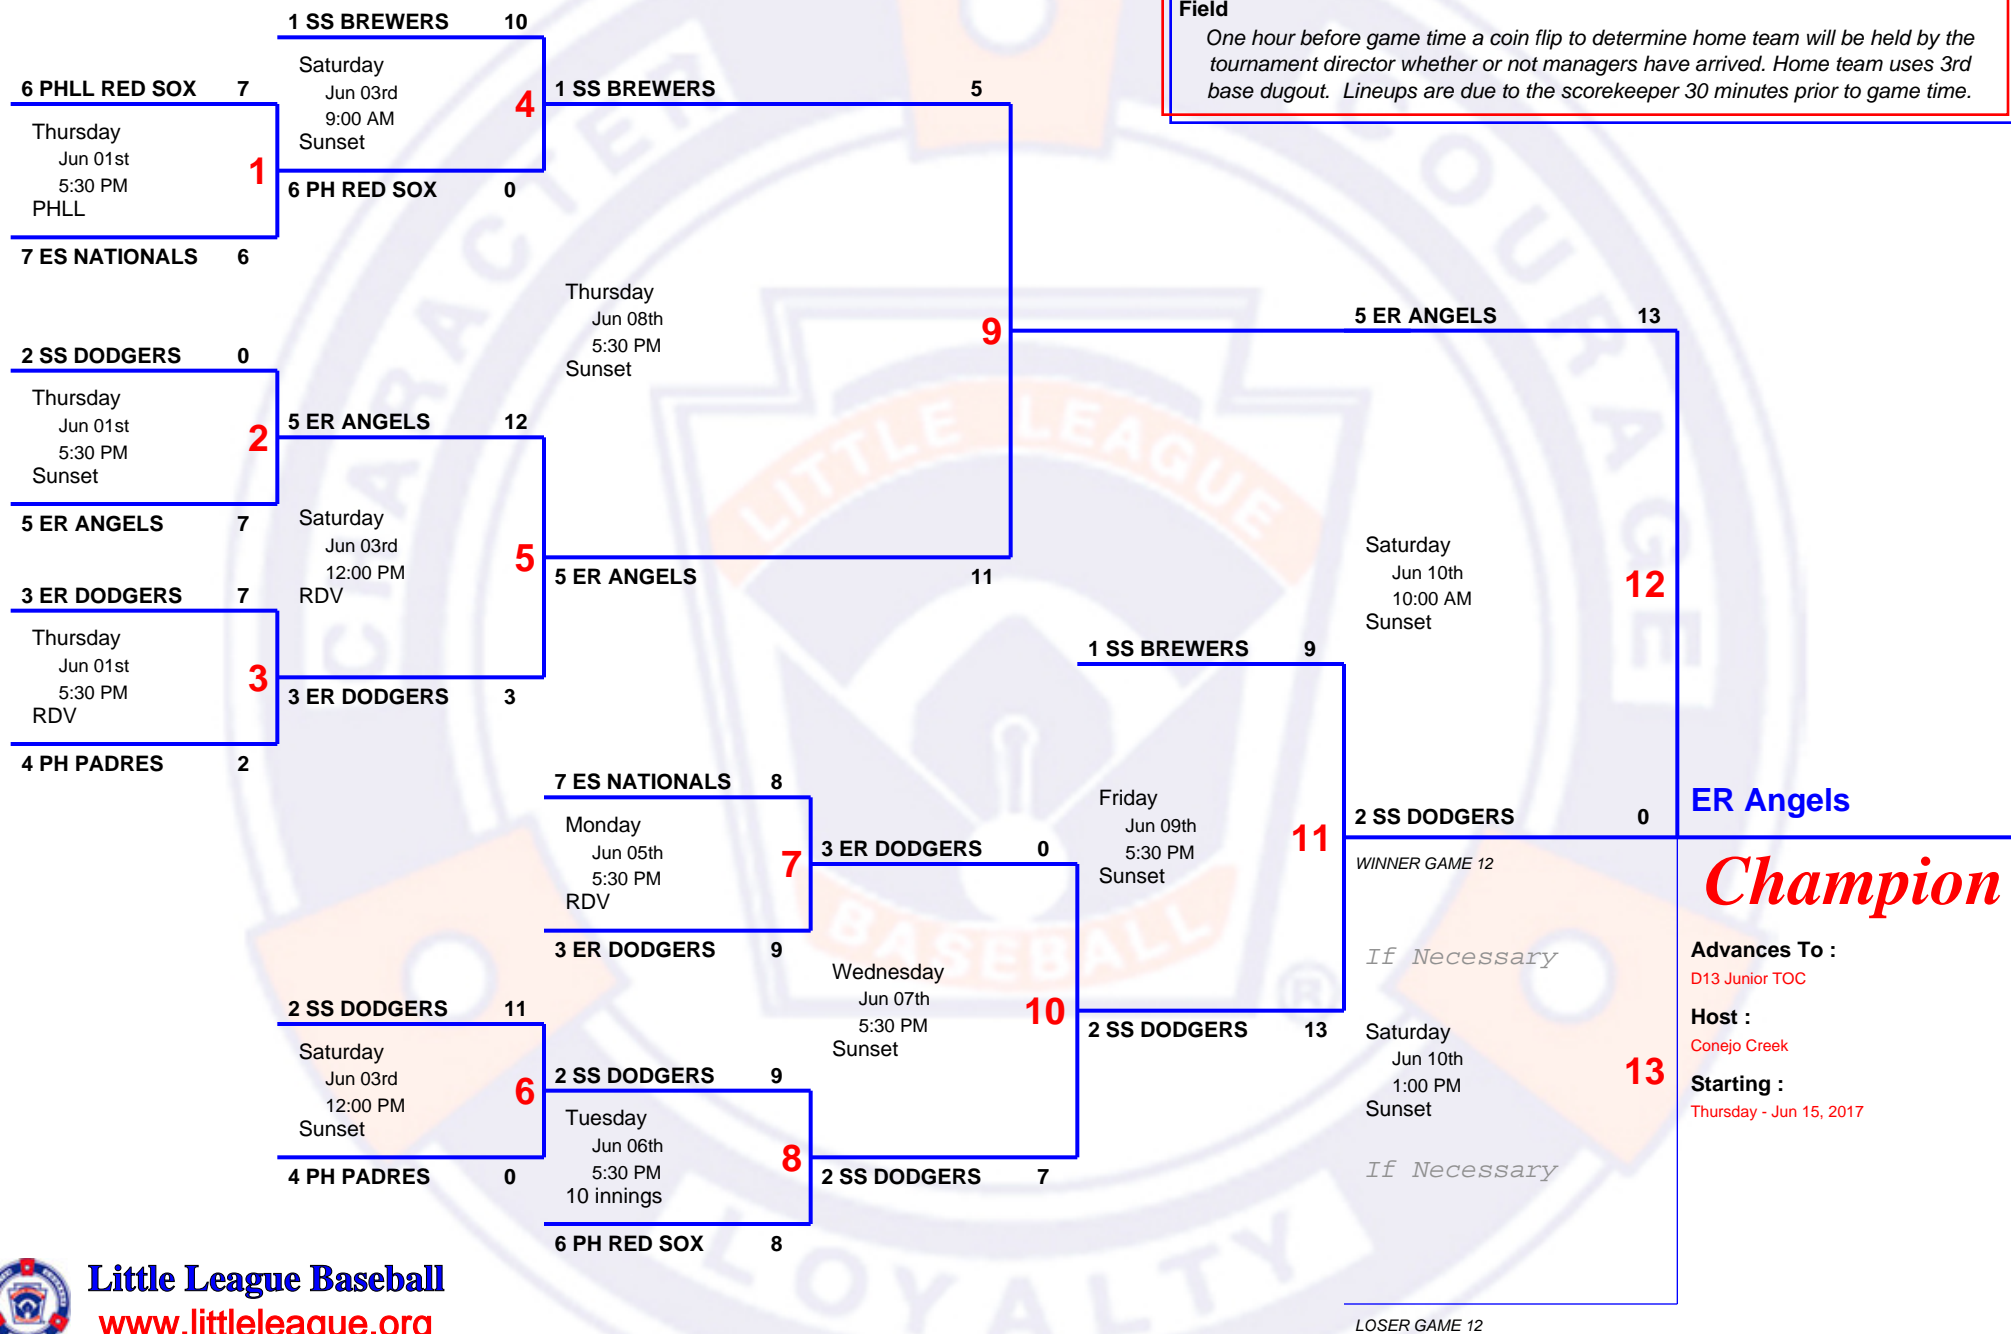 Field
One hour before game time a coin flip to determine home team will be held by the
tournament director whether or not managers have arrived. Home team uses 3rd
base dugout.  Lineups are due to the scorekeeper 30 minutes prior to game time.
1 SS BREWERS 10
Saturday
Jun 03rd
9:00 AM
Sunset
4
6 PH RED SOX 0
6 PHLL RED SOX 7
Thursday
Jun 01st
5:30 PM
PHLL
1
7 ES NATIONALS 6
1 SS BREWERS 5
Thursday
Jun 08th
5:30 PM
Sunset
9
5 ER ANGELS 11
2 SS DODGERS 0
Thursday
Jun 01st
5:30 PM
Sunset
2
5 ER ANGELS 7
5 ER ANGELS 12
Saturday
Jun 03rd
12:00 PM
RDV
5
3 ER DODGERS 3
3 ER DODGERS 7
Thursday
Jun 01st
5:30 PM
RDV
3
4 PH PADRES 2
5 ER ANGELS 13
Saturday
Jun 10th
10:00 AM
Sunset
12
2 SS DODGERS 0
1 SS BREWERS 9
Friday
Jun 09th
5:30 PM
Sunset
11
2 SS DODGERS 13
7 ES NATIONALS 8
Monday
Jun 05th
5:30 PM
RDV
7
3 ER DODGERS 9
3 ER DODGERS 0
Wednesday
Jun 07th
5:30 PM
Sunset
10
2 SS DODGERS 7
2 SS DODGERS 11
Saturday
Jun 03rd
12:00 PM
Sunset
6
4 PH PADRES 0
2 SS DODGERS 9
Tuesday
Jun 06th
5:30 PM
10 innings
8
6 PH RED SOX 8
WINNER GAME 12
If Necessary
Saturday
Jun 10th
1:00 PM
Sunset
13
If Necessary
LOSER GAME 12
ER Angels
Champion
Advances To :
D13 Junior TOC
Host :
Conejo Creek
Starting :
Thursday - Jun 15, 2017
Little League Baseball
www.littleleague.org
CHARACTER
COURAGE
LOYALTY
LITTLE LEAGUE
BASEBALL
®